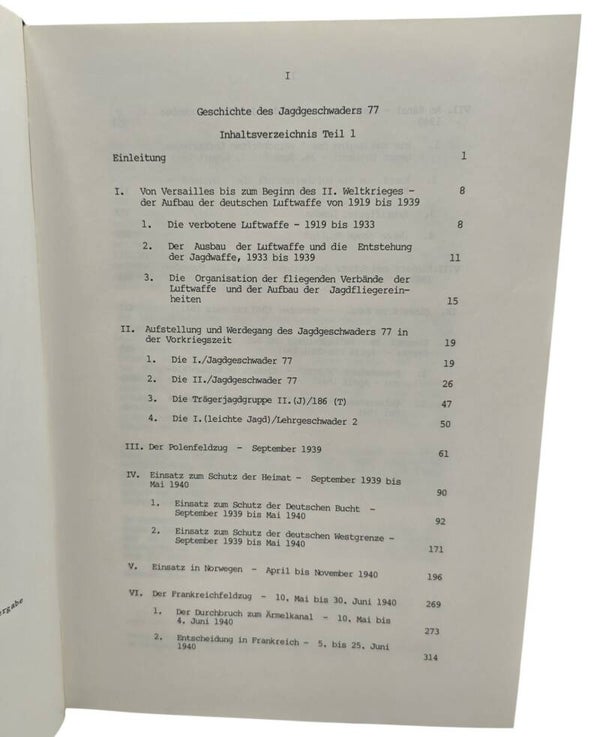 I
Geschichte des Jagdgeschwaders 77
Inhaltsverzeichnis Teil 1
Einleitung 1
I. Von Versailles bis zum Beginn des II. Weltkrieges - 8
der Aufbau der deutschen Luftwaffe von 1919 bis 1939
1. Die verbotene Luftwaffe - 1919 bis 1933 8
2. Der Ausbau der Luftwaffe und die Entstehung
der Jagdwaffe, 1933 bis 1939 11
3. Die Organisation der fliegenden Verbände der
Luftwaffe und der Aufbau der Jagdfliegerein-
heiten 15
II. Aufstellung und Werdegang des Jagdgeschwaders 77 in
der Vorkriegszeit 19
1. Die I./Jagdgeschwader 77 19
2. Die II./Jagdgeschwader 77 26
3. Die Trägerjagdgruppe II.(J)/186 (T) 47
4. Die I.(leichte Jagd)/Lehrgeschwader 2 50
III. Der Polenfeldzug - September 1939 61
IV. Einsatz zum Schutz der Heimat - September 1939 bis
Mai 1940 90
1. Einsatz zum Schutz der Deutschen Bucht -
September 1939 bis Mai 1940 92
2. Einsatz zum Schutz der deutschen Westgrenze -
September 1939 bis Mai 1940 171
V. Einsatz in Norwegen - April bis November 1940 196
VI. Der Frankreichfeldzug - 10. Mai bis 30. Juni 1940 269
1. Der Durchbruch zum Ärmelkanal - 10. Mai bis
4. Juni 1940 273
2. Entscheidung in Frankreich - 5. bis 25. Juni
1940 314